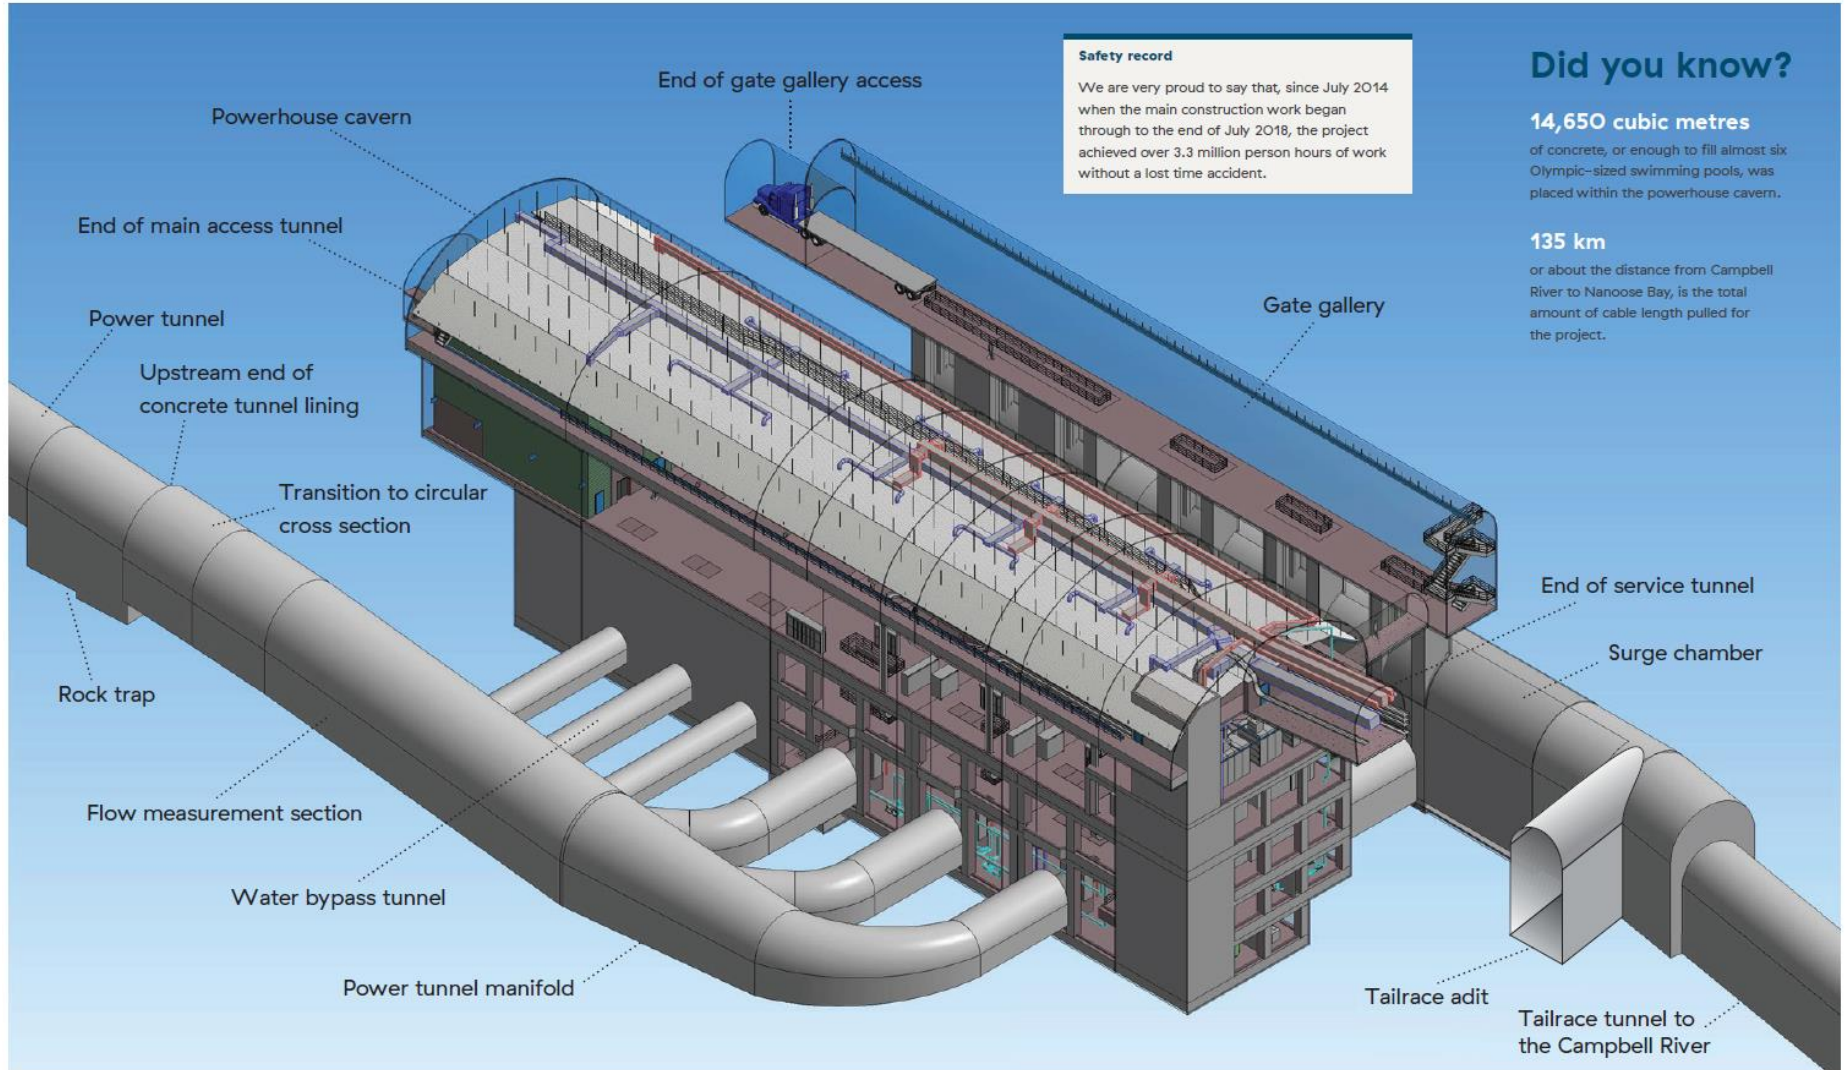 End of gate gallery access
Powerhouse cavern
End of main access tunnel
Power tunnel
Upstream end of
concrete tunnel lining
Transition to circular
cross section
Rock trap
Flow measurement section
Water bypass tunnel
Power tunnel manifold
Safety record
We are very proud to say that, since July 2014
when the main construction work began
through to the end of July 2018, the project
achieved over 3.3 million person hours of work
without a lost time accident.
Did you know?
14,650 cubic metres
of concrete, or enough to fill almost six
Olympic-sized swimming pools, was
placed within the powerhouse cavern.
135 km
or about the distance from Campbell
River to Nanoose Bay, is the total
amount of cable length pulled for
the project.
Gate gallery
End of service tunnel
Surge chamber
Tailrace adit
Tailrace tunnel to
the Campbell River